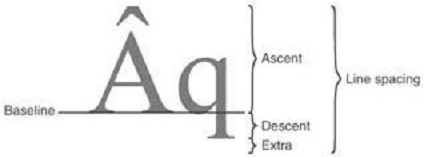 Âq
Ascent
Line spacing
Baseline
Descent
Extra